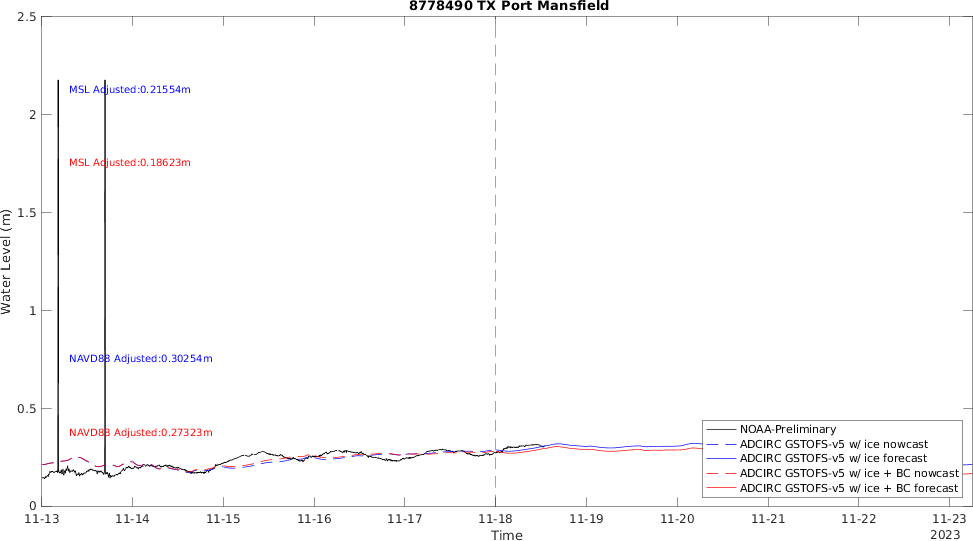 8778490 TX Port Mansfield
2.5
2
1.5
1
0.5
0
Water Level (m)
MSL Adjusted:0.21554m
MSL Adjusted:0.18623m
NAVD88 Adjusted:0.30254m
NAVD88 Adjusted:0.27323m
NOAA-Preliminary
ADCIRC GSTOFS-v5 w/ ice nowcast
ADCIRC GSTOFS-v5 w/ ice forecast
ADCIRC GSTOFS-v5 w/ ice + BC nowcast
ADCIRC GSTOFS-v5 w/ ice + BC forecast
11-13 11-14 11-15 11-16 11-17 11-18 11-19 11-20 11-21 11-22 11-23
2023
Time